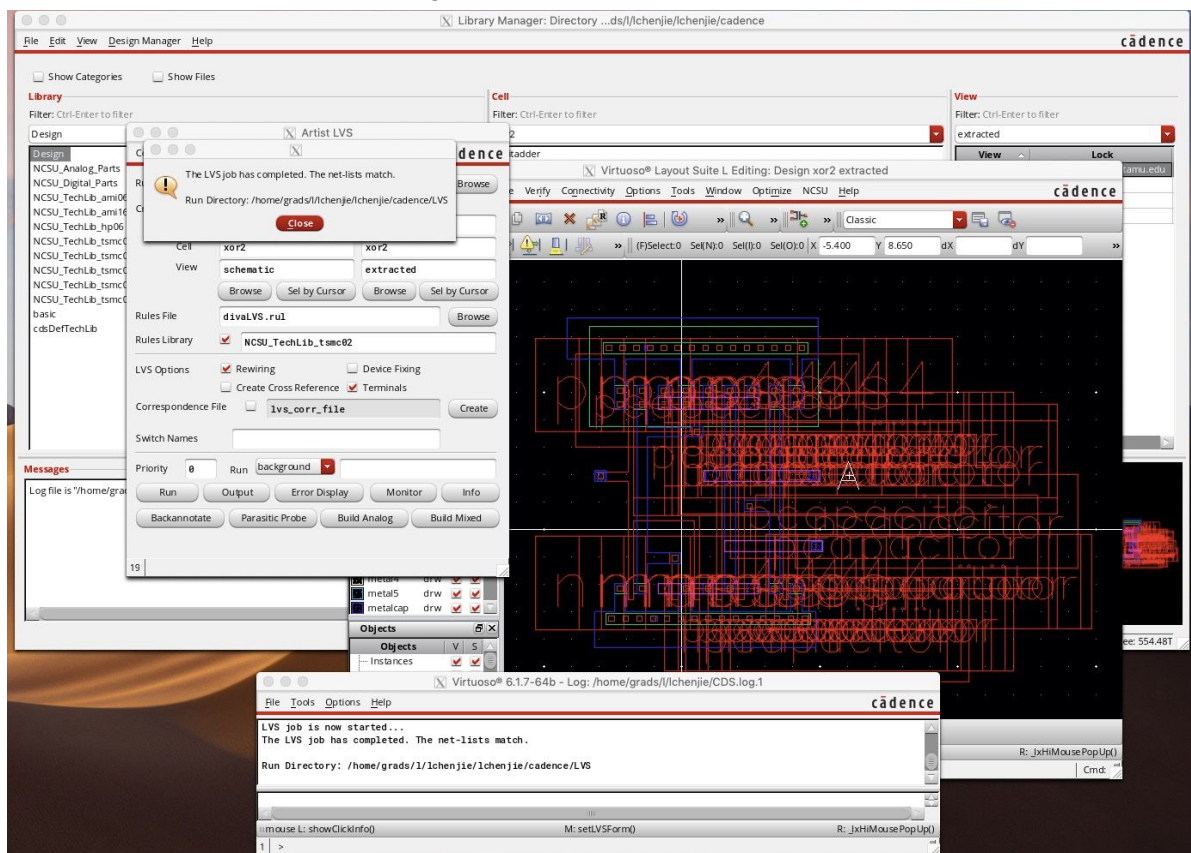 Library Manager: Directory ...ds/l/lchenjie/lchenjie/cadence
File Edit View Design Manager Help
cādence
Show Categories Show Files
Library
Cell
View
Filter: Ctrl-Enter to filter
Filter: Ctrl-Enter to filter
Filter: Ctrl-Enter to filter
Design
extracted
View Lock
Design
NCSU_Analog_Parts
NCSU_Digital_Parts
NCSU_TechLib_ami06
NCSU_TechLib_ami16
NCSU_TechLib_hp06
basic
cdsDefTechLib
tamu.edu
Messages
Artist LVS
The LVS job has completed. The net-lists match.
Run Directory: /home/grads/l/lchenjie/lchenjie/cadence/LVS
Close
Browse
Cell xor2 xor2
View schematic extracted
Browse Sel by Cursor Browse Sel by Cursor
Rules File divaLVS.rul Browse
Rules Library NCSU_TechLib_tsmc02
LVS Options Rewiring Device Fixing
Create Cross Reference Terminals
Correspondence File lvs_corr_file Create
Switch Names
Priority 0 Run background
Run Output Error Display Monitor Info
Backannotate Parasitic Probe Build Analog Build Mixed
19
Virtuoso® Layout Suite L Editing: Design xor2 extracted
Verify Connectivity Options Tools Window Optimize NCSU Help
cādence
Classic
(F)Select:0 Sel(N):0 Sel(I):0 Sel(O):0 X -5.400 Y 8.650 dX dY
metal4 drw
metal5 drw
metalcap drw
Objects
Objects V S
Instances
R: _lxHiMousePopUp()
Cmd:
Virtuoso® 6.1.7-64b - Log: /home/grads/l/lchenjie/CDS.log.1
File Tools Options Help
cādence
LVS job is now started...
The LVS job has completed. The net-lists match.
Run Directory: /home/grads/l/lchenjie/lchenjie/cadence/LVS
mouse L: showClickInfo() M: setLVSForm() R: _lxHiMousePopUp()
1 >